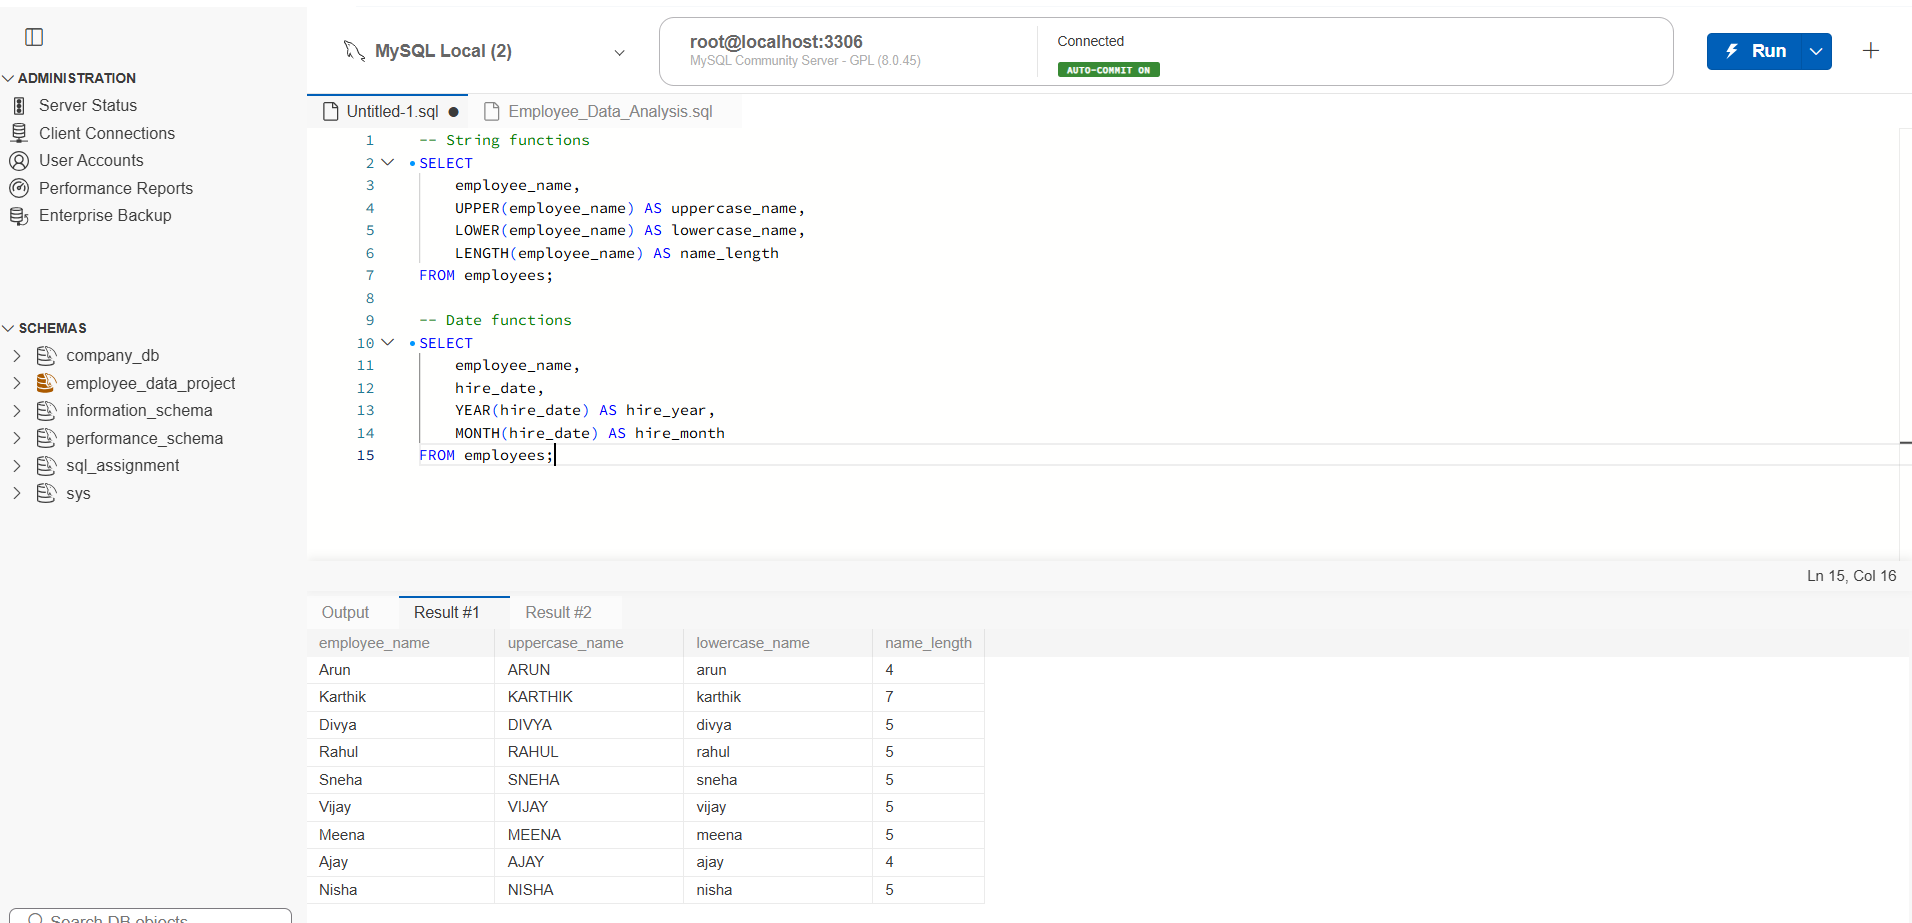 MySQL Local (2)
root@localhost:3306
MySQL Community Server - GPL (8.0.45)
Connected
AUTO-COMMIT ON
Run
ADMINISTRATION
Server Status
Client Connections
User Accounts
Performance Reports
Enterprise Backup
SCHEMAS
company_db
employee_data_project
information_schema
performance_schema
sql_assignment
sys
Search DB objects
Untitled-1.sql Employee_Data_Analysis.sql
1 -- String functions
2 SELECT
3 employee_name,
4 UPPER(employee_name) AS uppercase_name,
5 LOWER(employee_name) AS lowercase_name,
6 LENGTH(employee_name) AS name_length
7 FROM employees;
8
9 -- Date functions
10 SELECT
11 employee_name,
12 hire_date,
13 YEAR(hire_date) AS hire_year,
14 MONTH(hire_date) AS hire_month
15 FROM employees;
Ln 15, Col 16
Output Result #1 Result #2
employee_name uppercase_name lowercase_name name_length
Arun ARUN arun 4
Karthik KARTHIK karthik 7
Divya DIVYA divya 5
Rahul RAHUL rahul 5
Sneha SNEHA sneha 5
Vijay VIJAY vijay 5
Meena MEENA meena 5
Ajay AJAY ajay 4
Nisha NISHA nisha 5